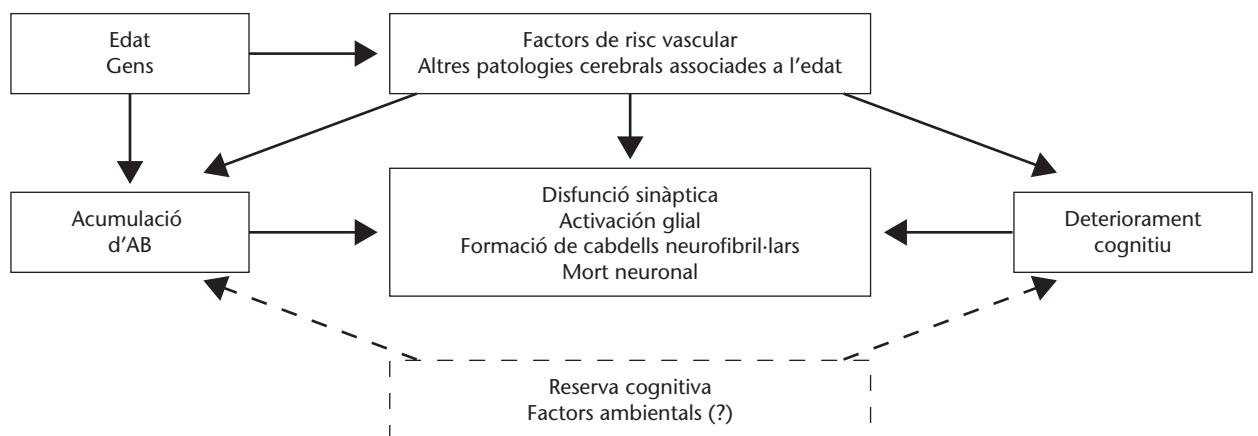 Edat
Gens
Factors de risc vascular
Altres patologies cerebrals associades a l'edat
Acumulació
d'AB
Disfunció sinàptica
Activación glial
Formació de cabdells neurofibril·lars
Mort neuronal
Deteriorament
cognitiu
Reserva cognitiva
Factors ambientals (?)